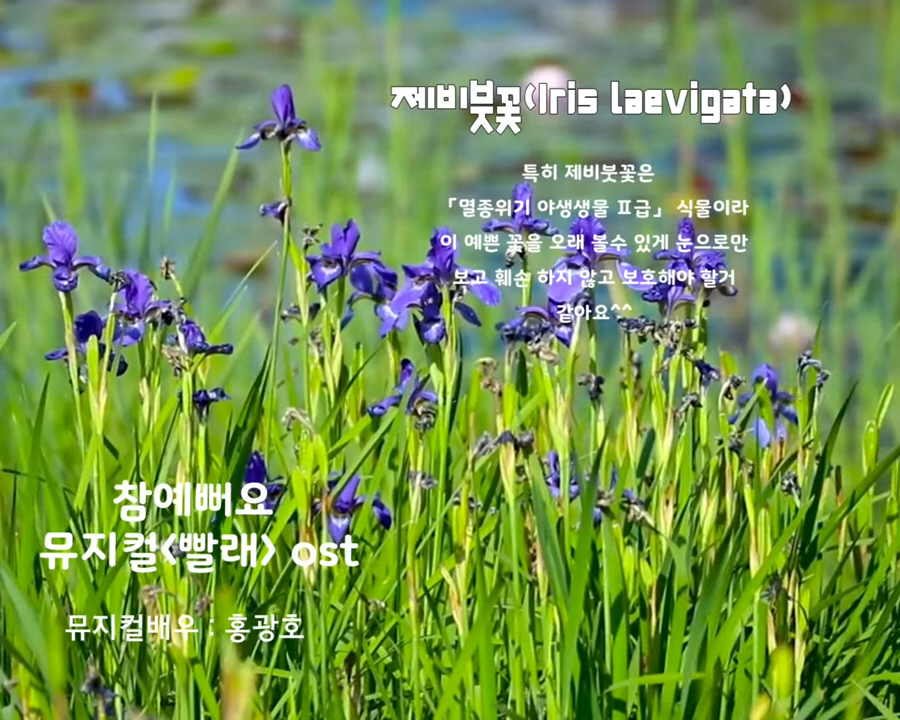 제비붓꽃(Iris laevigata)
특히 제비붓꽃은
「멸종위기 야생생물 Ⅱ급」 식물이라
이 예쁜 꽃을 오래 볼수 있게 눈으로만
보고 훼손 하지 않고 보호해야 할거
같아요^^
참예뻐요
뮤지컬<빨래> ost
뮤지컬배우 : 홍광호